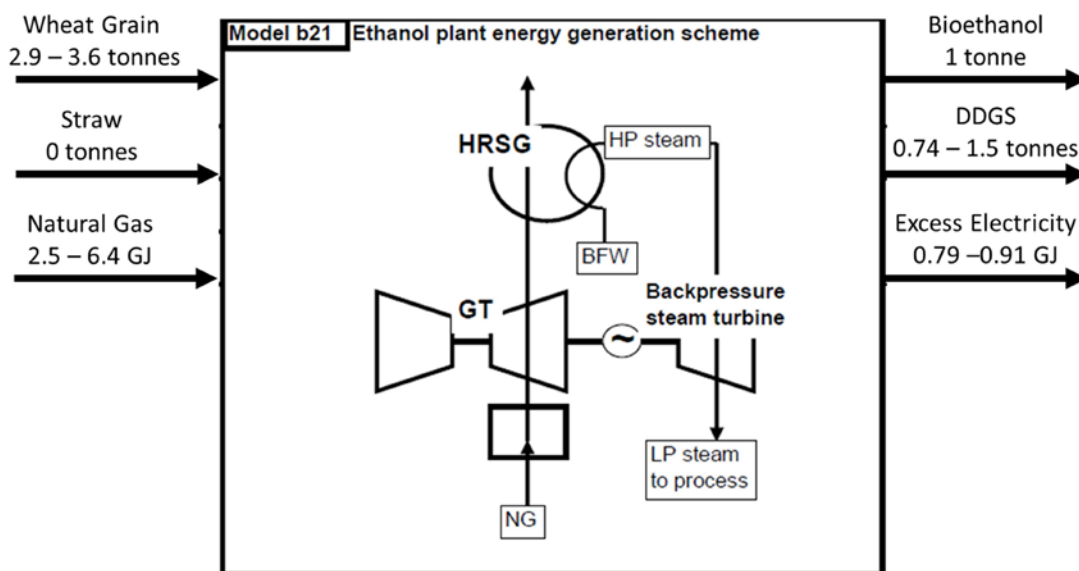 Wheat Grain
2.9 – 3.6 tonnes
Straw
0 tonnes
Natural Gas
2.5 – 6.4 GJ
Model b21 Ethanol plant energy generation scheme
HRSG
HP steam
BFW
GT
Backpressure
steam turbine
~
LP steam
to process
NG
Bioethanol
1 tonne
DDGS
0.74 – 1.5 tonnes
Excess Electricity
0.79 –0.91 GJ